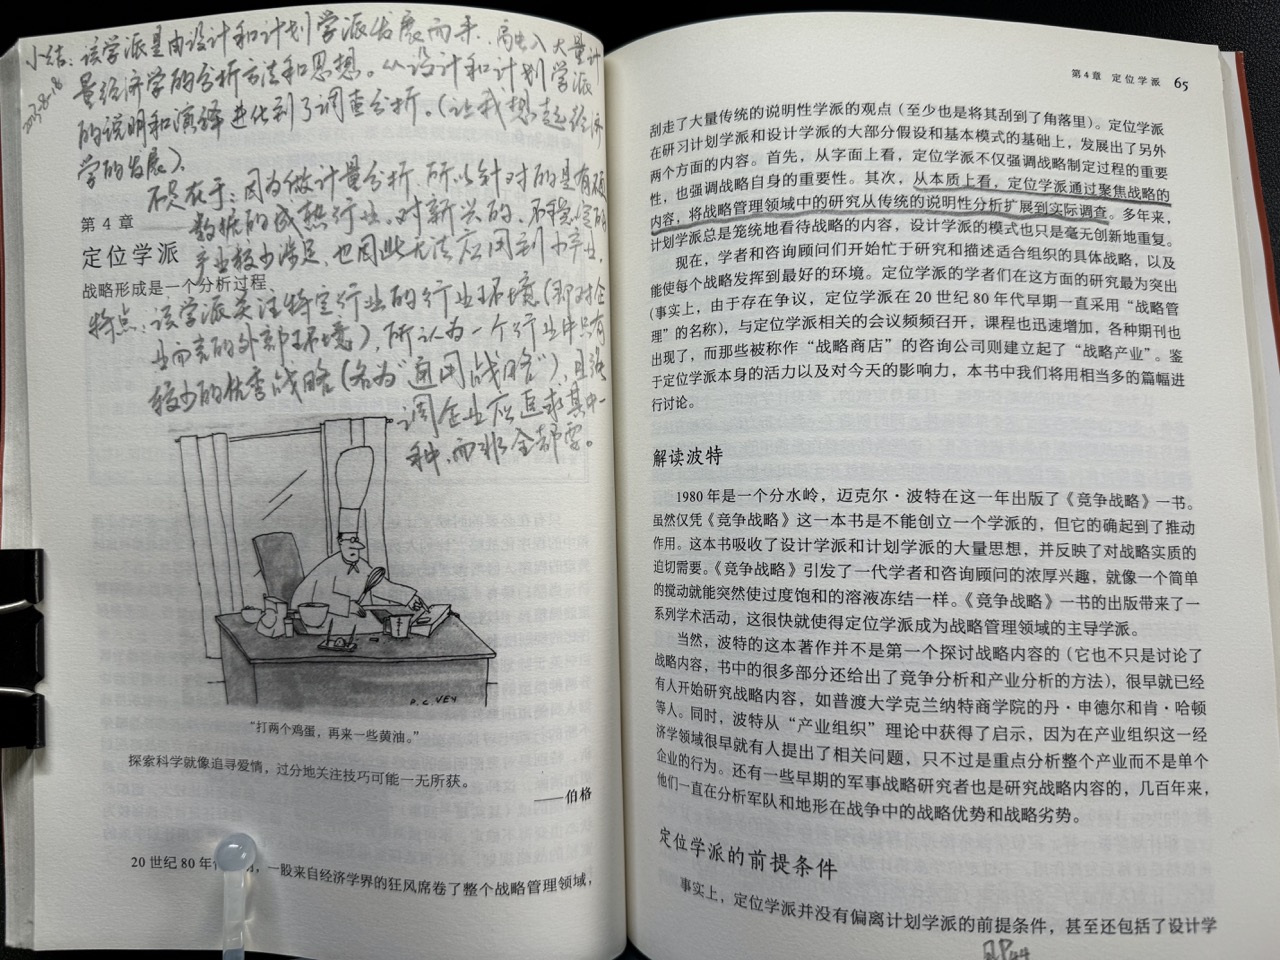 小结：该学派是由设计和计划学派发展而来，融入大量计
量经济学的分析方法和思想。从设计和计划学派
的说明和演绎进化到了调查分析。（让我想起经济
学的发展）。
不足在于：因为做计量分析，所以针对的是有硬
数据的成熟行业。对新兴的、不稳定的
产业较少涉足，也因此无法应用到小产业。
第 4 章
定位学派
战略形成是一个分析过程
特点：该学派关注特定行业的行业环境（即对企
业而言的外部环境），所认为一个行业中只有
较少的优秀战略（名为“通用战略”），且强
调企业应追求其中一
种，而非全都要。
P.C.VEY
“打两个鸡蛋，再来一些黄油。”
探索科学就像追寻爱情，过分地关注技巧可能一无所获。
——伯格
20 世纪 80 年 ，一股来自经济学界的狂风席卷了整个战略管理领域，
第 4 章 定位学派 65
刮走了大量传统的说明性学派的观点（至少也是将其刮到了角落里）。定位学派
在研习计划学派和设计学派的大部分假设和基本模式的基础上，发展出了另外
两个方面的内容。首先，从字面上看，定位学派不仅强调战略制定过程的重要
性，也强调战略自身的重要性。其次，从本质上看，定位学派通过聚焦战略的
内容，将战略管理领域中的研究从传统的说明性分析扩展到实际调查。多年来，
计划学派总是笼统地看待战略的内容，设计学派的模式也只是毫无创新地重复。
现在，学者和咨询顾问们开始忙于研究和描述适合组织的具体战略，以及
能使每个战略发挥到最好的环境。定位学派的学者们在这方面的研究最为突出
（事实上，由于存在争议，定位学派在 20 世纪 80 年代早期一直采用“战略管
理”的名称），与定位学派相关的会议频频召开，课程也迅速增加，各种期刊也
出现了，而那些被称作“战略商店”的咨询公司则建立起了“战略产业”。鉴
于定位学派本身的活力以及对今天的影响力，本书中我们将用相当多的篇幅进
行讨论。
解读波特
1980 年是一个分水岭，迈克尔·波特在这一年出版了《竞争战略》一书。
虽然仅凭《竞争战略》这一本书是不能创立一个学派的，但它的确起到了推动
作用。这本书吸收了设计学派和计划学派的大量思想，并反映了对战略实质的
迫切需要。《竞争战略》引发了一代学者和咨询顾问的浓厚兴趣，就像一个简单
的搅动就能突然使过度饱和的溶液冻结一样。《竞争战略》一书的出版带来了一
系列学术活动，这很快就使得定位学派成为战略管理领域的主导学派。
当然，波特的这本著作并不是第一个探讨战略内容的（它也不只是讨论了
战略内容，书中的很多部分还给出了竞争分析和产业分析的方法），很早就已经
有人开始研究战略内容，如普渡大学克兰纳特商学院的丹·申德尔和肯·哈顿
等人。同时，波特从“产业组织”理论中获得了启示，因为在产业组织这一经
济学领域很早就有人提出了相关问题，只不过是重点分析整个产业而不是单个
企业的行为。还有一些早期的军事战略研究者也是研究战略内容的，几百年来，
他们一直在分析军队和地形在战争中的战略优势和战略劣势。
定位学派的前提条件
事实上，定位学派并没有偏离计划学派的前提条件，甚至还包括了设计学